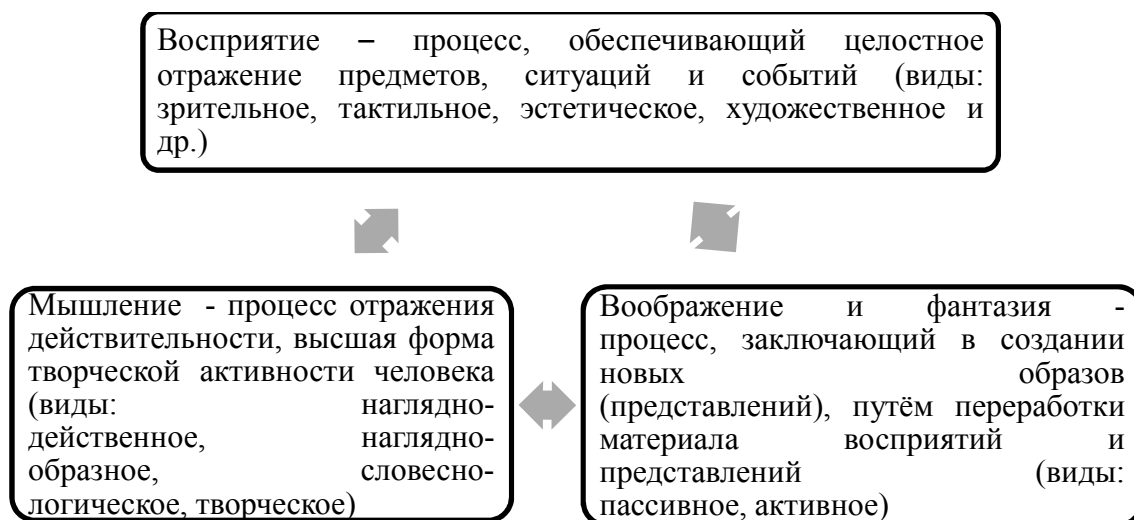 Восприятие – процесс, обеспечивающий целостное
отражение предметов, ситуаций и событий (виды:
зрительное, тактильное, эстетическое, художественное и
др.)
Мышление - процесс отражения
действительности, высшая форма
творческой активности человека
(виды: наглядно-
действенное, наглядно-
образное, словесно-
логическое, творческое)
Воображение и фантазия -
процесс, заключающий в создании
новых образов
(представлений), путём переработки
материала восприятий и
представлений (виды:
пассивное, активное)